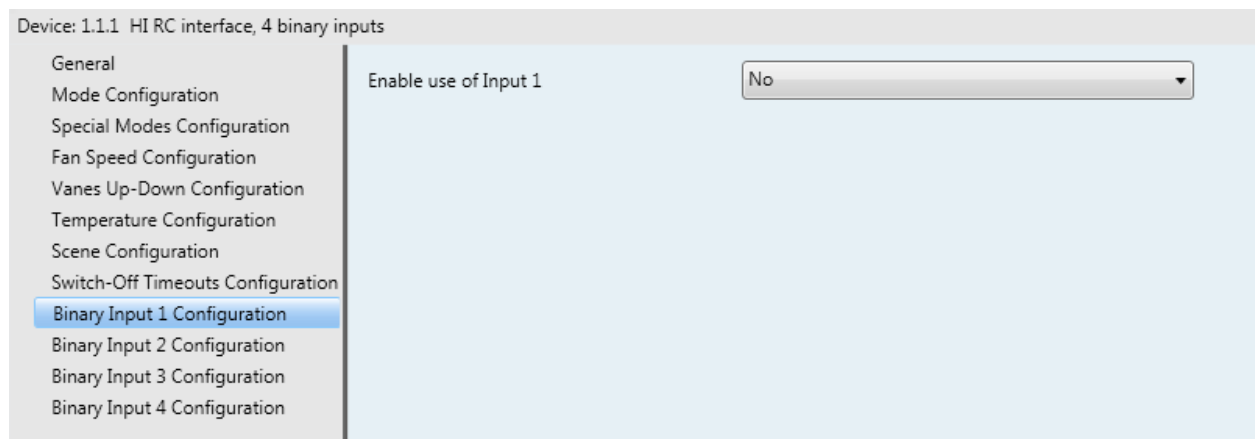 Device: 1.1.1 HI RC interface, 4 binary inputs
General
Mode Configuration
Special Modes Configuration
Fan Speed Configuration
Vanes Up-Down Configuration
Temperature Configuration
Scene Configuration
Switch-Off Timeouts Configuration
Binary Input 1 Configuration
Binary Input 2 Configuration
Binary Input 3 Configuration
Binary Input 4 Configuration
Enable use of Input 1 No